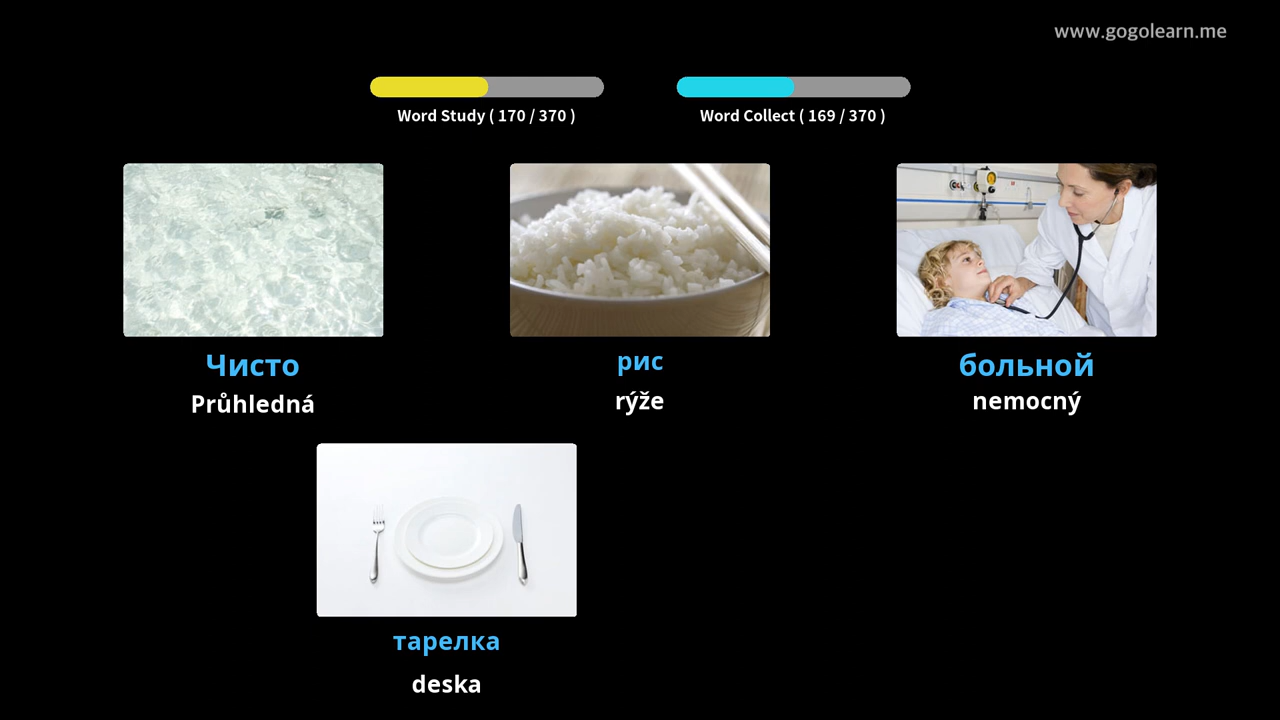 www.gogolearn.me
Word Study ( 170 / 370 )
Word Collect ( 169 / 370 )
Чисто
Průhledná
рис
rýže
больной
nemocný
тарелка
deska